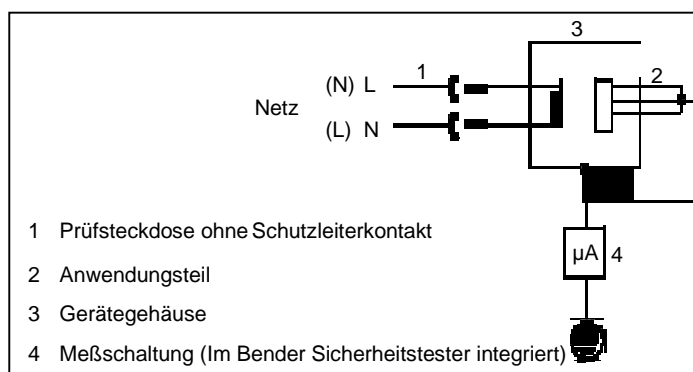 3
(N) L
1
2
Netz
(L) N
1 Prüfsteckdose ohne Schutzleiterkontakt
µA
4
2 Anwendungsteil
3 Gerätegehäuse
4 Meßschaltung (Im Bender Sicherheitstester integriert)